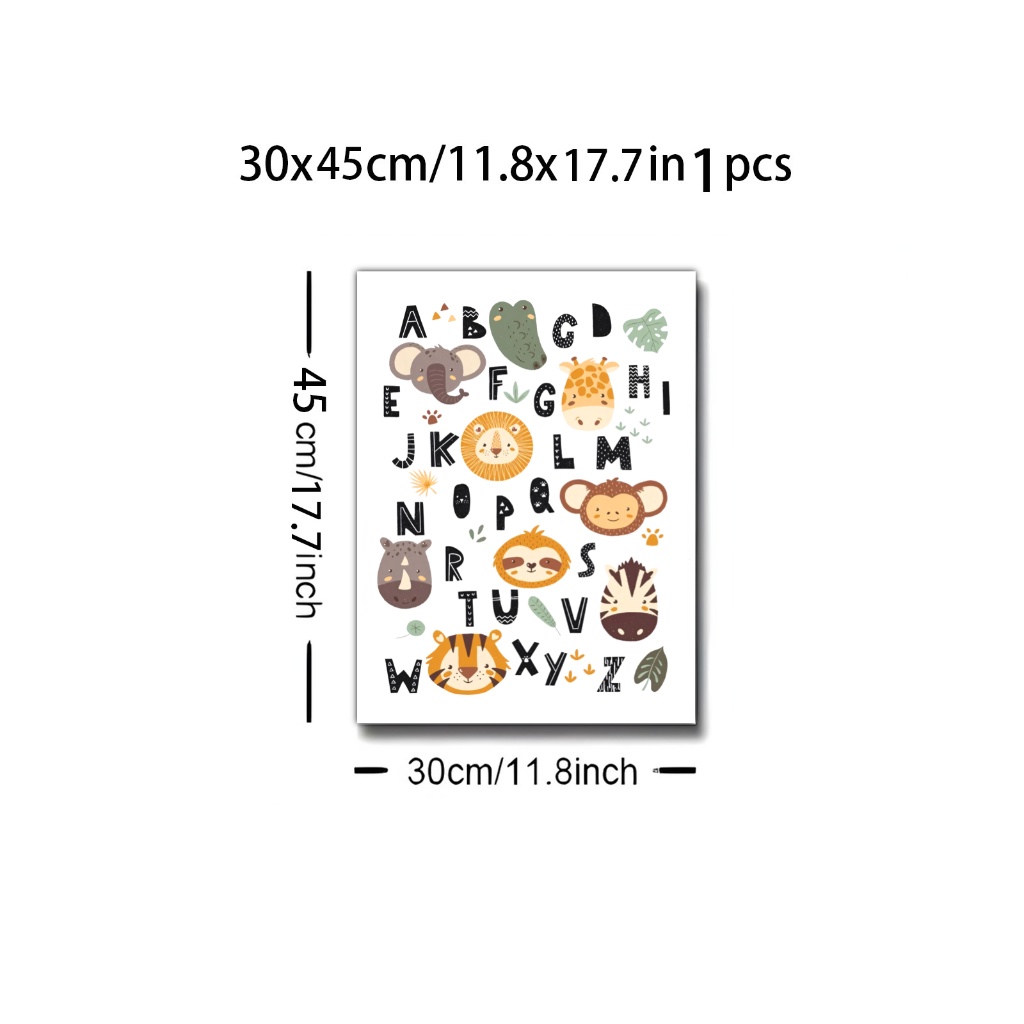 30x45cm/11.8x17.7in 1 pcs
45 cm/17.7inch
A B G D
E F G H I
J K L M
N O P Q
R S
T U V
W X Y Z
30cm/11.8inch